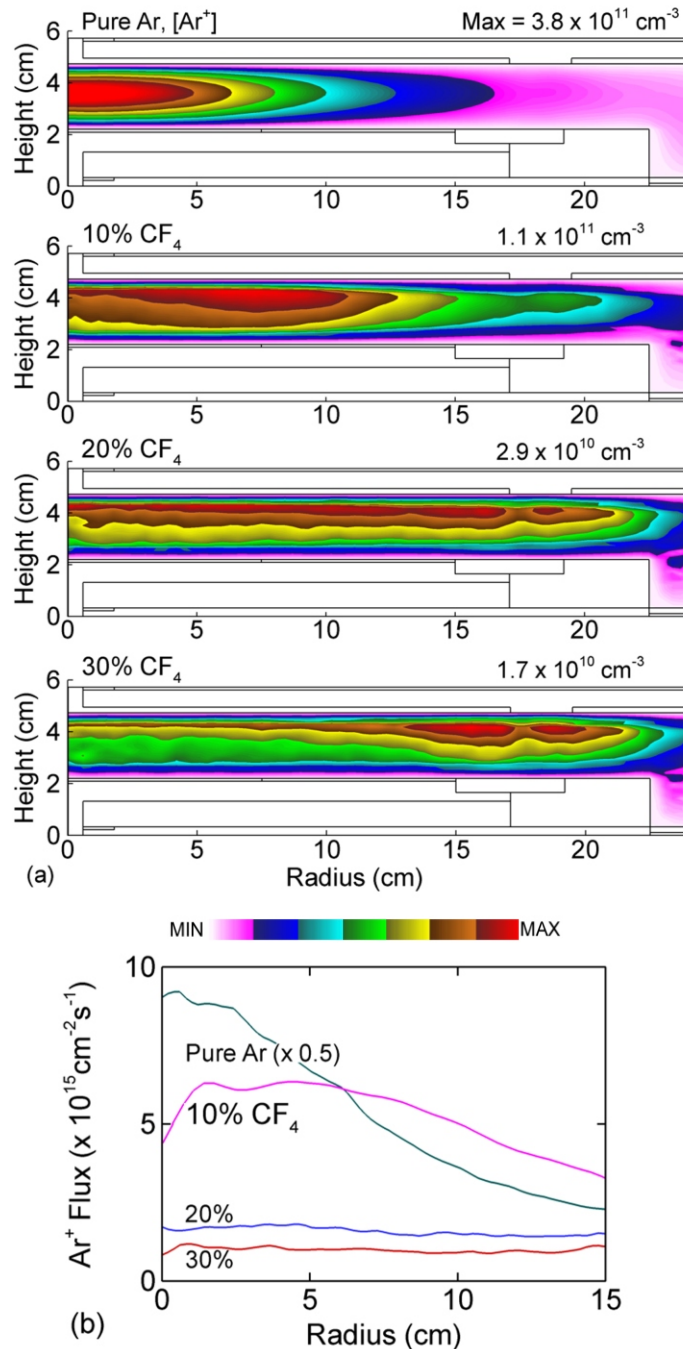 Pure Ar, [Ar⁺] Max = 3.8 x 10¹¹ cm⁻³
6
4
2
0
Height (cm)
0 5 10 15 20
10% CF₄ 1.1 x 10¹¹ cm⁻³
6
4
2
0
Height (cm)
0 5 10 15 20
20% CF₄ 2.9 x 10¹⁰ cm⁻³
6
4
2
0
Height (cm)
0 5 10 15 20
30% CF₄ 1.7 x 10¹⁰ cm⁻³
6
4
2
0
Height (cm)
0 5 10 15 20
(a) Radius (cm)
MIN MAX
10
5
0
Ar⁺ Flux (x 10¹⁵cm⁻²s⁻¹)
Pure Ar (x 0.5)
10% CF₄
20%
30%
0 5 10 15
(b) Radius (cm)